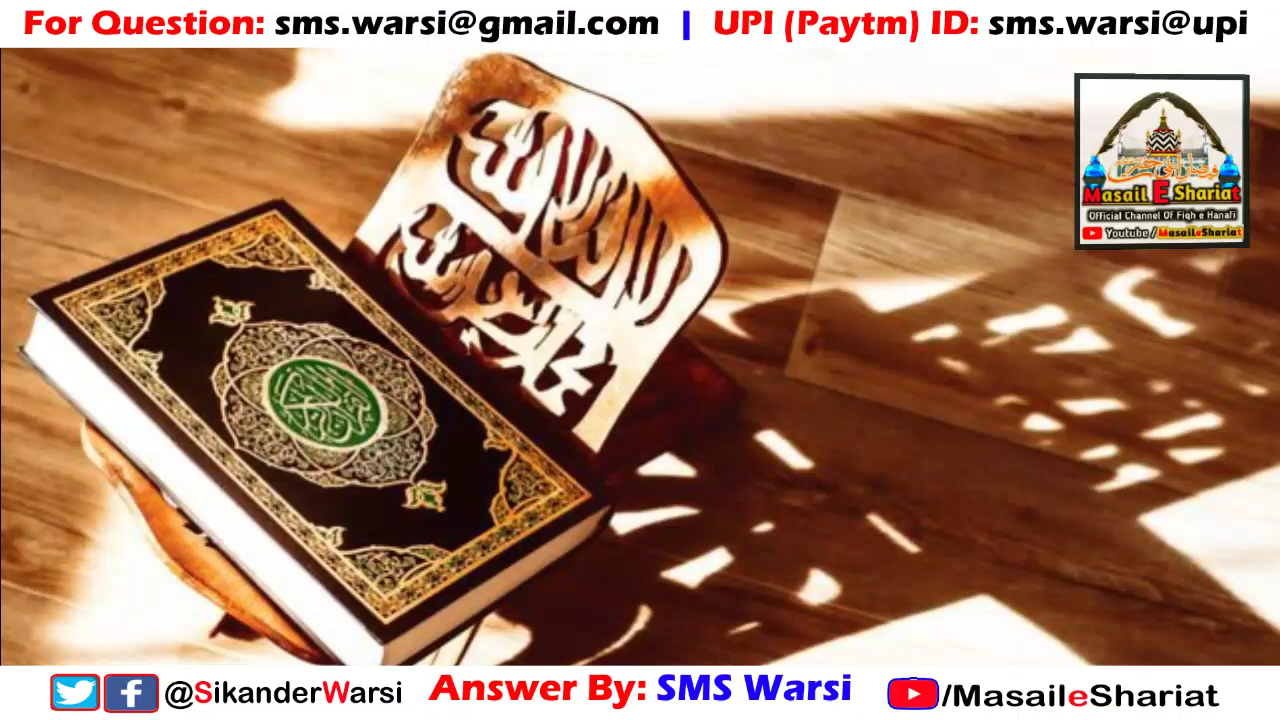 For Question: sms.warsi@gmail.com | UPI (Paytm) ID: sms.warsi@upi
Masail E Shariat
Official Channel Of Fiqh e Hanafi
Youtube / MasaileShariat
@SikanderWarsi
Answer By: SMS Warsi
/MasaileShariat